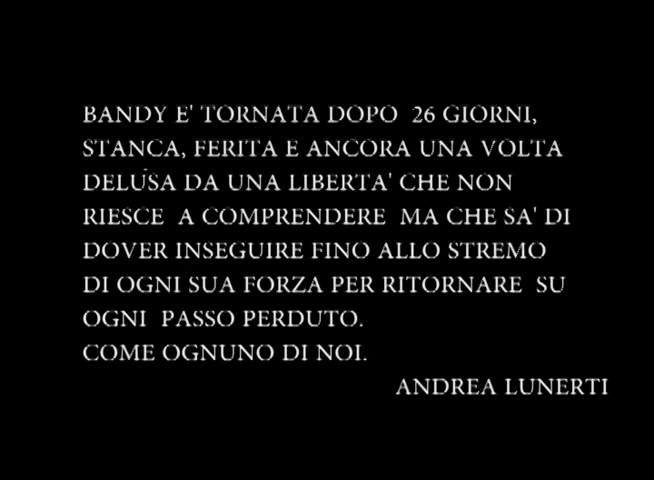 BANDY E' TORNATA DOPO 26 GIORNI,
STANCA, FERITA E ANCORA UNA VOLTA
DELUSA DA UNA LIBERTA' CHE NON
RIESCE A COMPRENDERE MA CHE SA' DI
DOVER INSEGUIRE FINO ALLO STREMO
DI OGNI SUA FORZA PER RITORNARE SU
OGNI PASSO PERDUTO.
COME OGNUNO DI NOI.
ANDREA LUNERTI